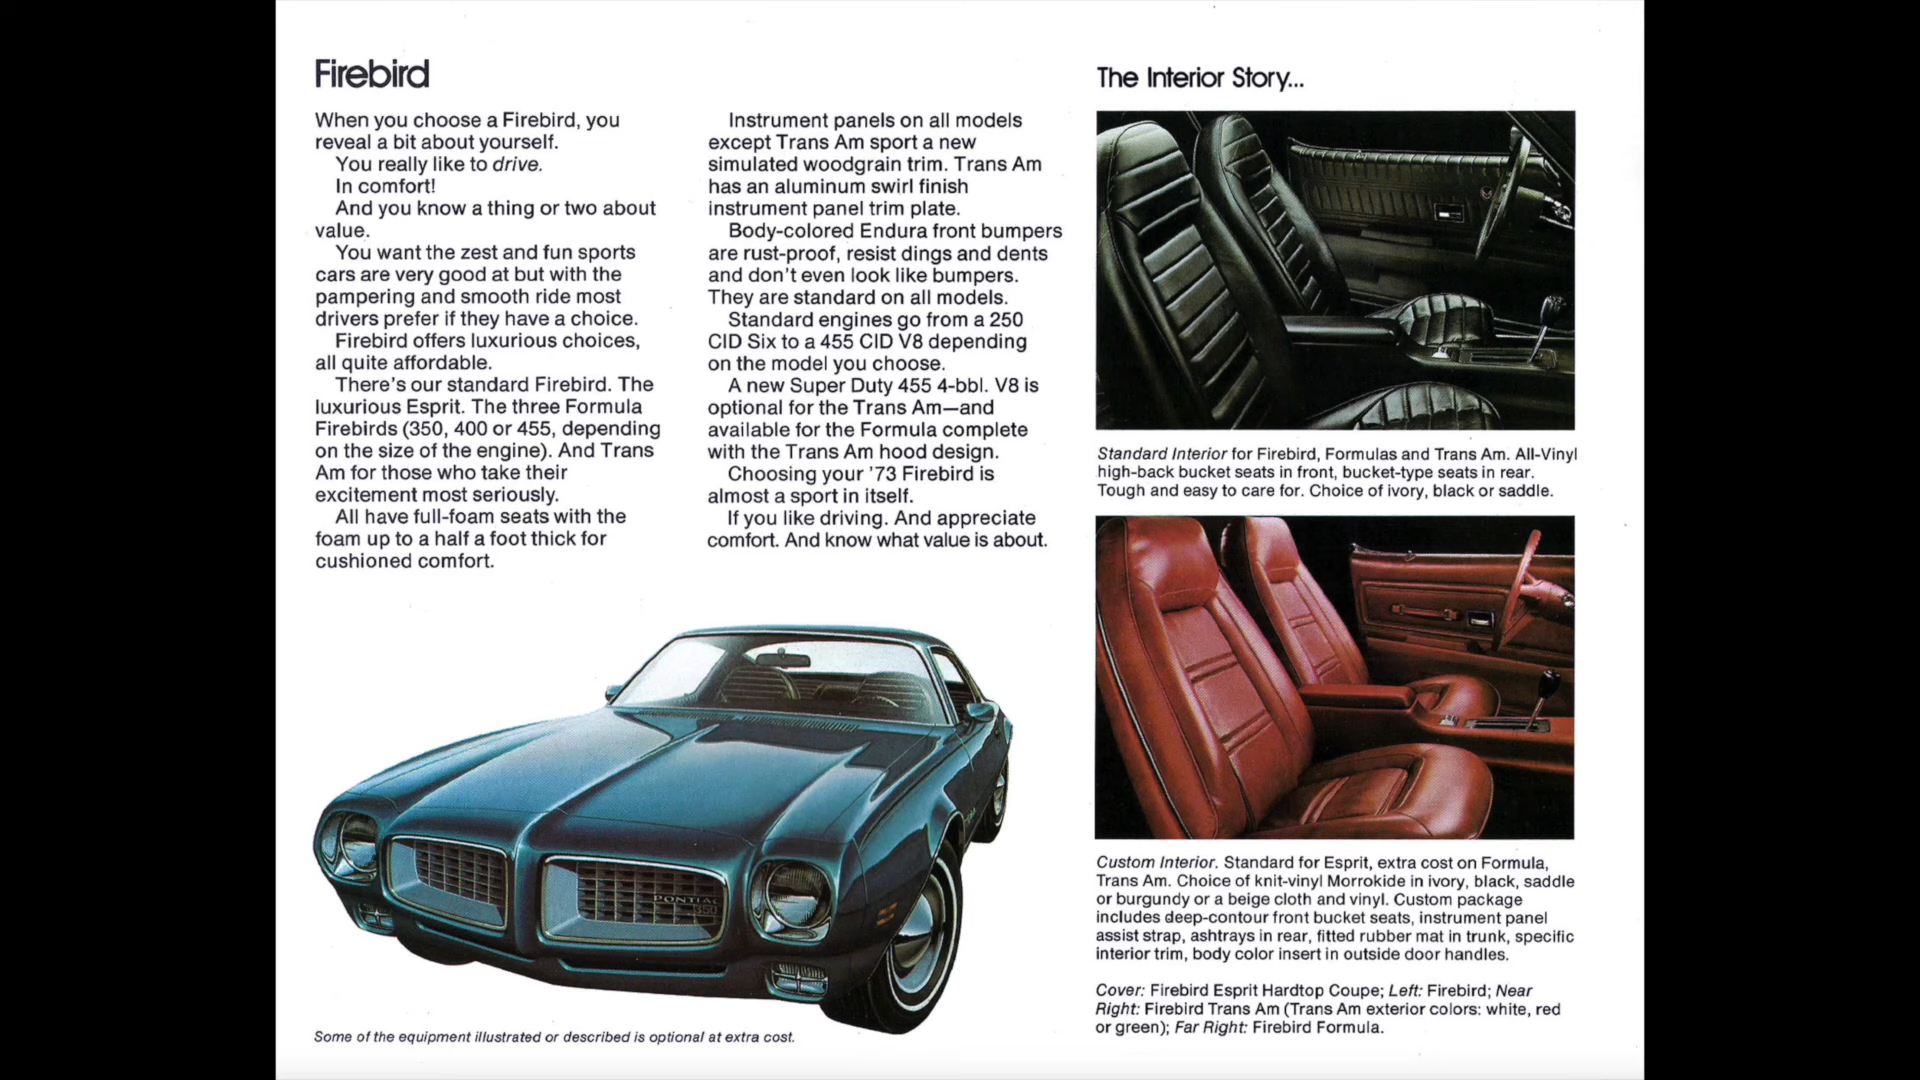 Firebird
When you choose a Firebird, you
reveal a bit about yourself.
You really like to drive.
In comfort!
And you know a thing or two about
value.
You want the zest and fun sports
cars are very good at but with the
pampering and smooth ride most
drivers prefer if they have a choice.
Firebird offers luxurious choices,
all quite affordable.
There's our standard Firebird. The
luxurious Esprit. The three Formula
Firebirds (350, 400 or 455, depending
on the size of the engine). And Trans
Am for those who take their
excitement most seriously.
All have full-foam seats with the
foam up to a half a foot thick for
cushioned comfort.
Instrument panels on all models
except Trans Am sport a new
simulated woodgrain trim. Trans Am
has an aluminum swirl finish
instrument panel trim plate.
Body-colored Endura front bumpers
are rust-proof, resist dings and dents
and don't even look like bumpers.
They are standard on all models.
Standard engines go from a 250
CID Six to a 455 CID V8 depending
on the model you choose.
A new Super Duty 455 4-bbl. V8 is
optional for the Trans Am—and
available for the Formula complete
with the Trans Am hood design.
Choosing your '73 Firebird is
almost a sport in itself.
If you like driving. And appreciate
comfort. And know what value is about.
PONTIAC
350
Some of the equipment illustrated or described is optional at extra cost.
The Interior Story...
Standard Interior for Firebird, Formulas and Trans Am. All-Vinyl
high-back bucket seats in front, bucket-type seats in rear.
Tough and easy to care for. Choice of ivory, black or saddle.
Custom Interior. Standard for Esprit, extra cost on Formula,
Trans Am. Choice of knit-vinyl Morrokide in ivory, black, saddle
or burgundy or a beige cloth and vinyl. Custom package
includes deep-contour front bucket seats, instrument panel
assist strap, ashtrays in rear, fitted rubber mat in trunk, specific
interior trim, body color insert in outside door handles.
Cover: Firebird Esprit Hardtop Coupe; Left: Firebird; Near
Right: Firebird Trans Am (Trans Am exterior colors: white, red
or green); Far Right: Firebird Formula.